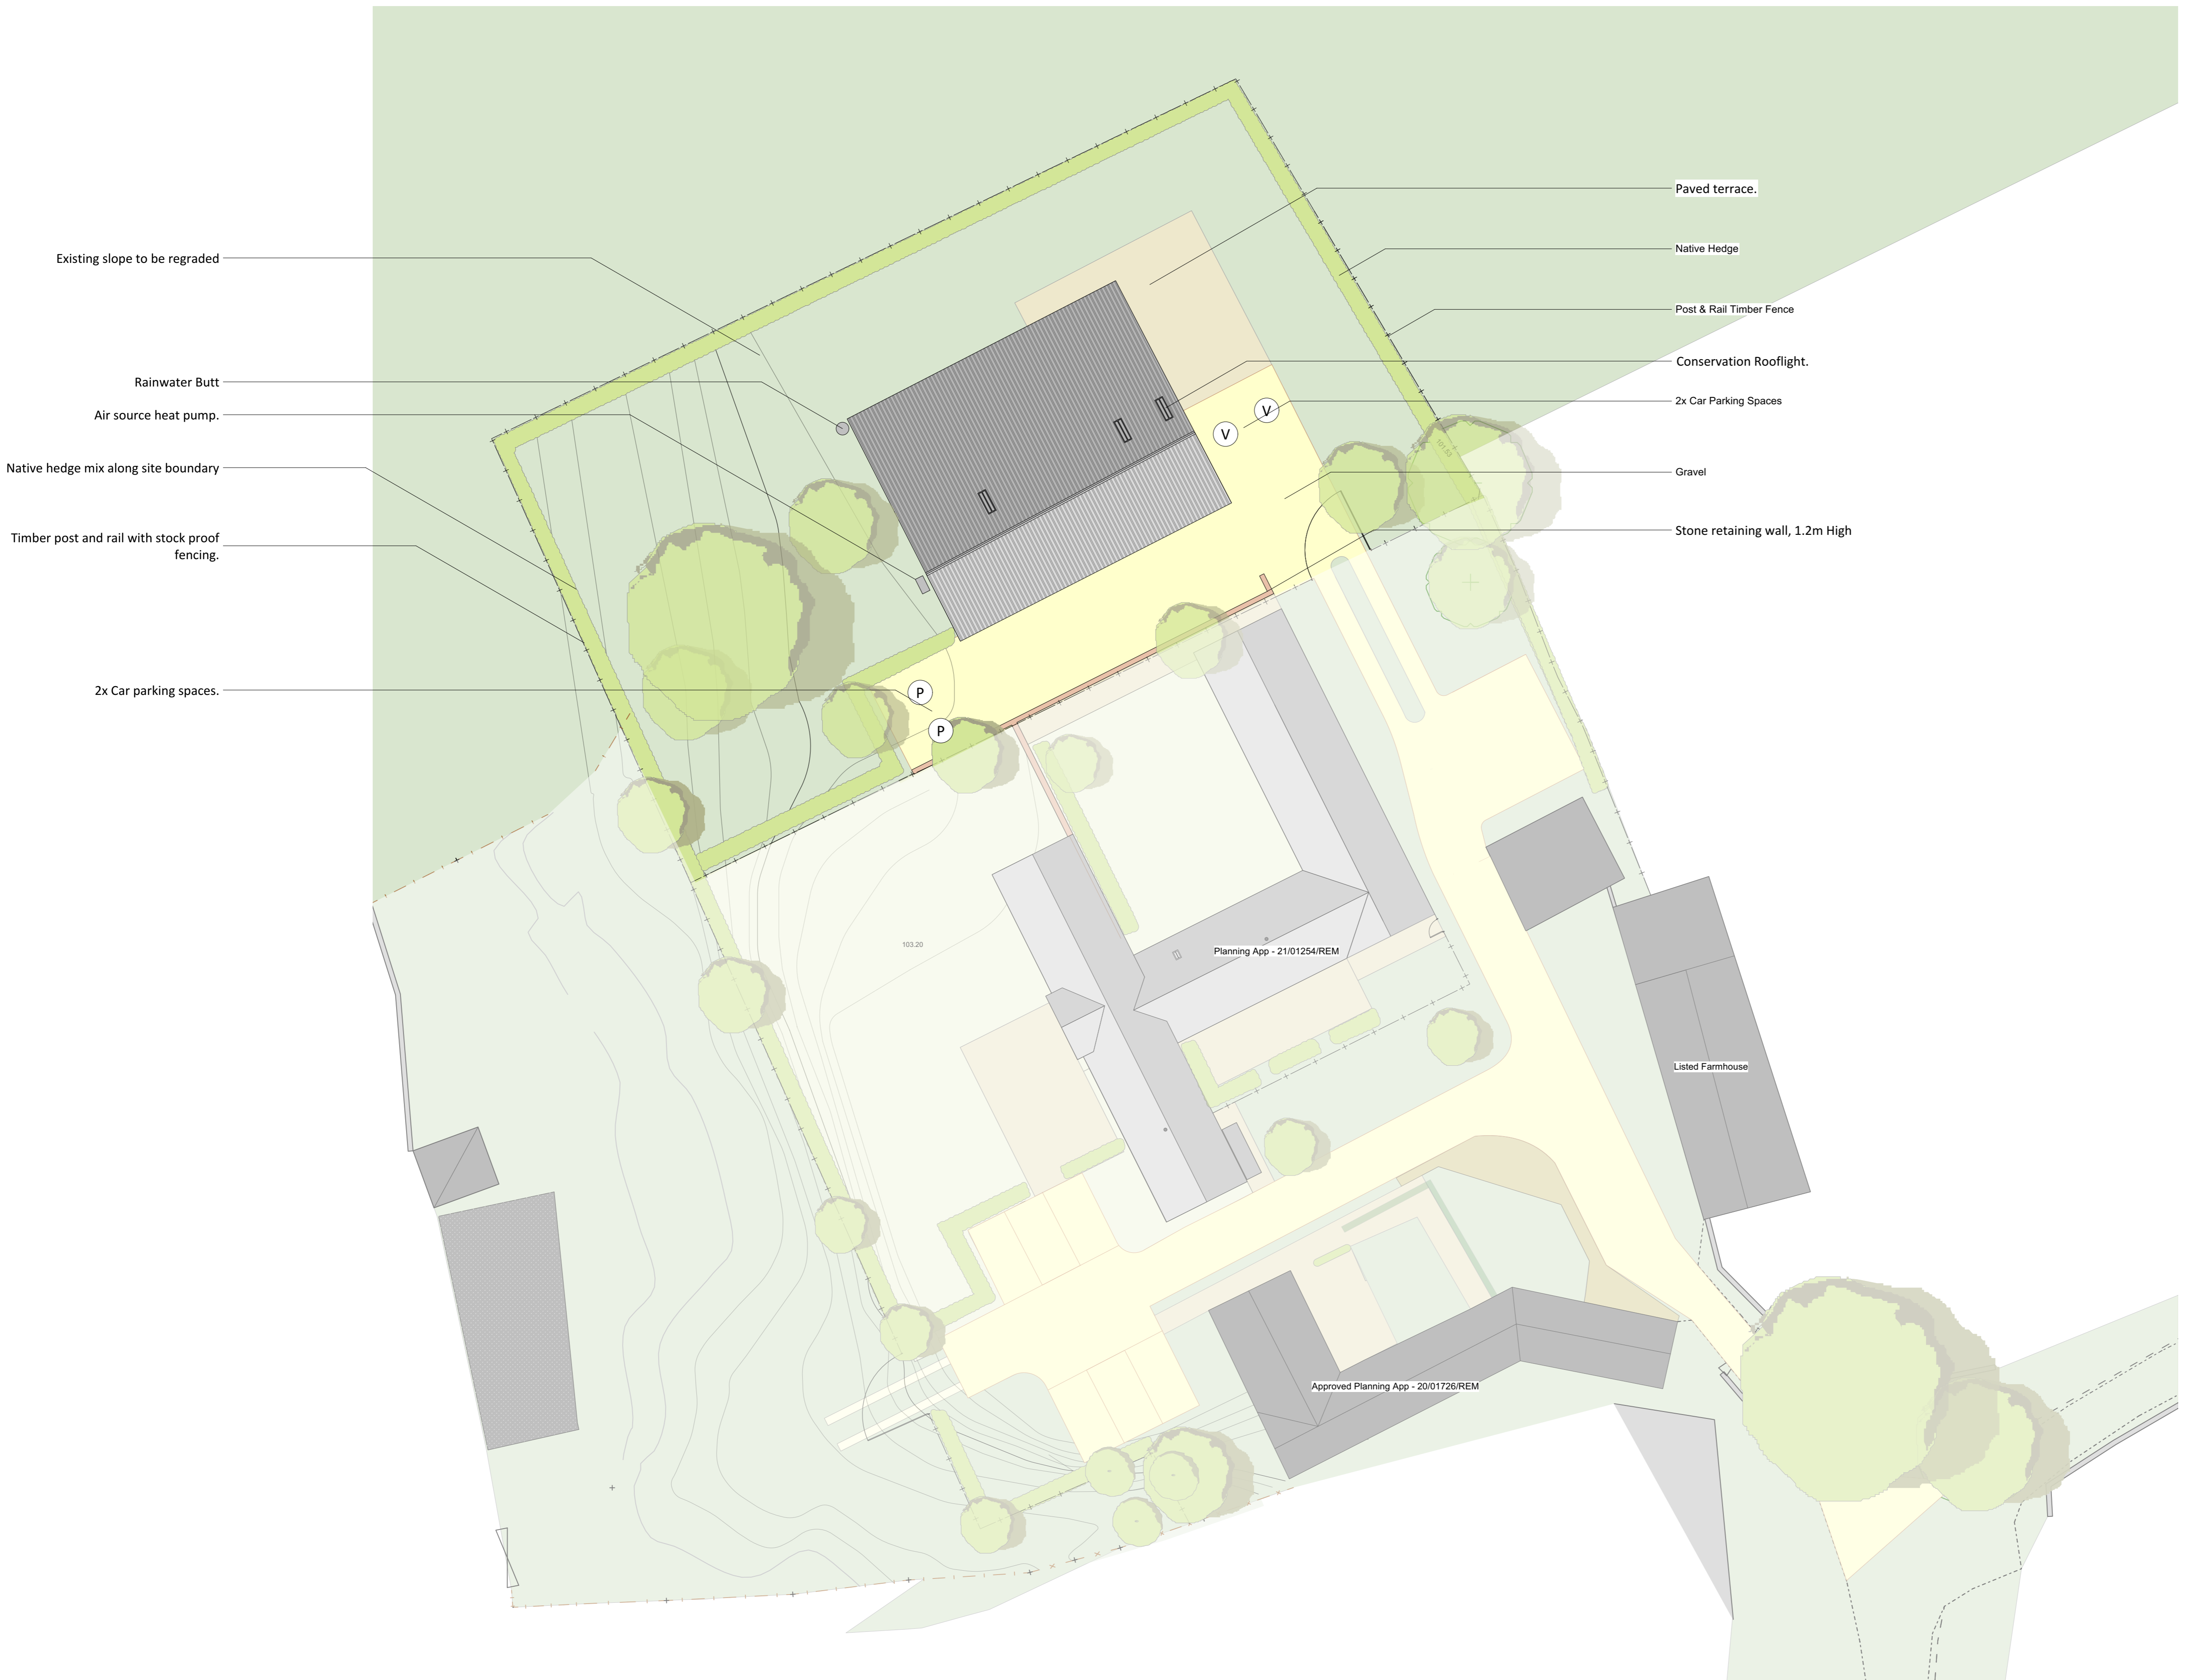 Paved terrace.
Native Hedge
Existing slope to be regraded
Post & Rail Timber Fence
Conservation Rooflight.
Rainwater Butt
2x Car Parking Spaces
Air source heat pump.
V
V
101.53
Native hedge mix along site boundary
Gravel
Stone retaining wall, 1.2m High
Timber post and rail with stock proof
fencing.
2x Car parking spaces.
P
P
103.20
Planning App - 21/01254/REM
Listed Farmhouse
Approved Planning App - 20/01726/REM